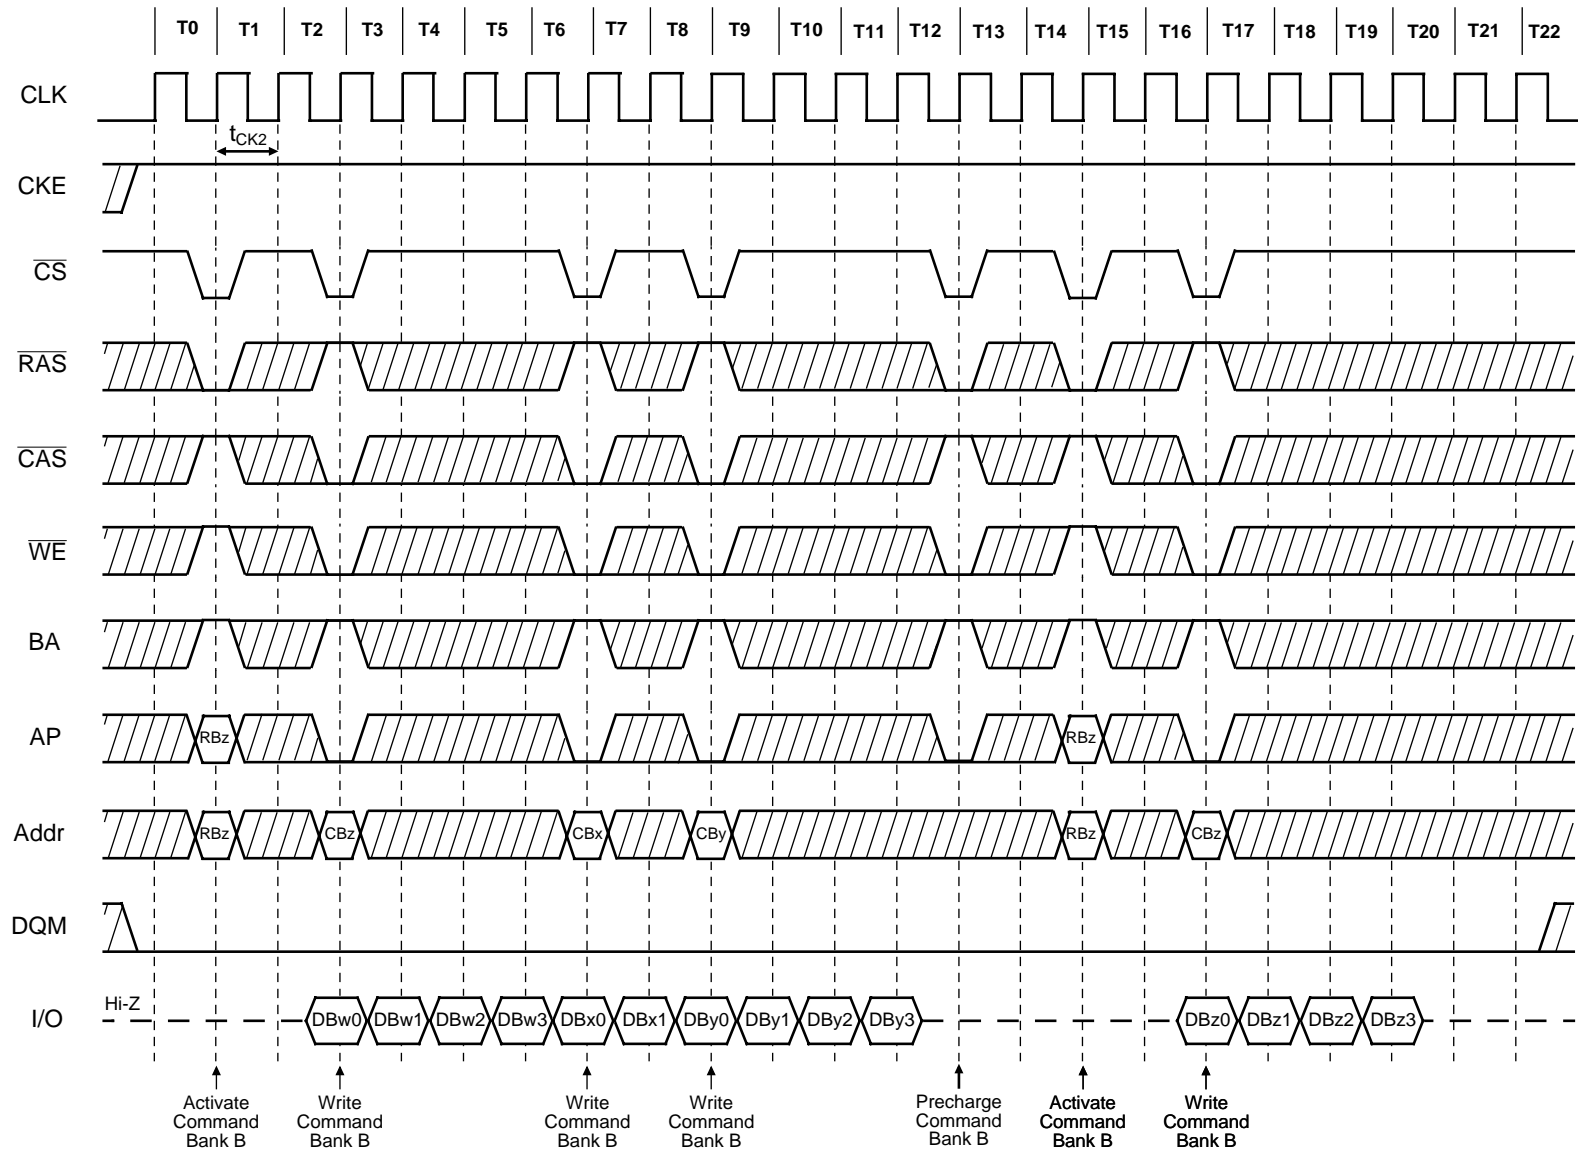 T0 T1 T2 T3 T4 T5 T6 T7 T8 T9 T10 T11 T12 T13 T14 T15 T16 T17 T18 T19 T20 T21 T22
CLK
tCK2
CKE
CS
RAS
CAS
WE
BA
AP RBz RBz
Addr RBz CBz CBx CBy RBz CBz
DQM
Hi-Z
I/O DBw0 DBw1 DBw2 DBw3 DBx0 DBx1 DBy0 DBy1 DBy2 DBy3 DBz0 DBz1 DBz2 DBz3
Activate
Command
Bank B
Write
Command
Bank B
Write
Command
Bank B
Write
Command
Bank B
Precharge
Command
Bank B
Activate
Command
Bank B
Write
Command
Bank B